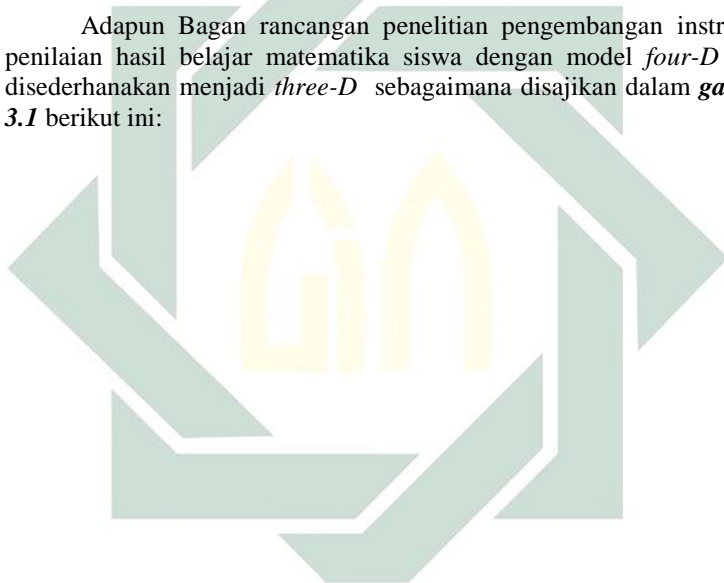 Adapun Bagan rancangan penelitian pengembangan instr
penilaian hasil belajar matematika siswa dengan model four-D
disederhanakan menjadi three-D sebagaimana disajikan dalam ga
3.1 berikut ini: